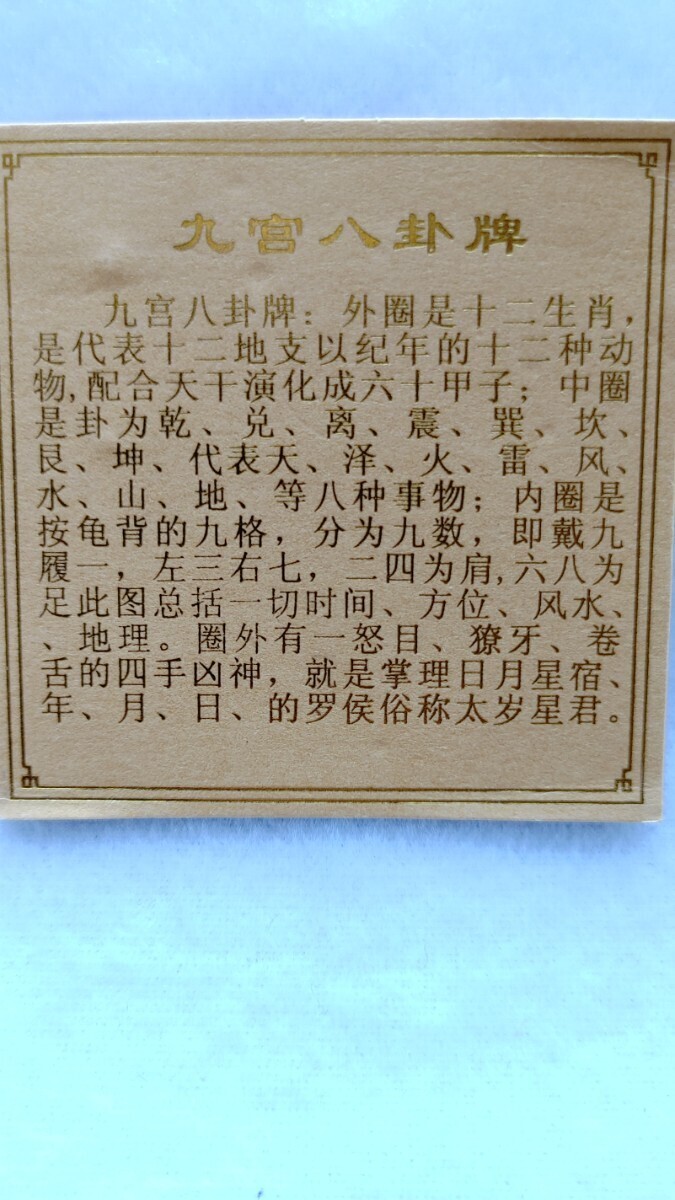 九宫八卦牌
九宫八卦牌：外圈是十二生肖，
是代表十二地支以纪年的十二种动
物,配合天干演化成六十甲子；中圈
是卦为乾、兑、离、震、巽、坎、
艮、坤、代表天、泽、火、雷、风、
水、山、地、等八种事物；内圈是
按龟背的九格，分为九数，即戴九
履一，左三右七，二四为肩,六八为
足此图总括一切时间、方位、风水、
、地理。圈外有一怒目、獠牙、卷
舌的四手凶神，就是掌理日月星宿、
年、月、日、的罗侯俗称太岁星君。